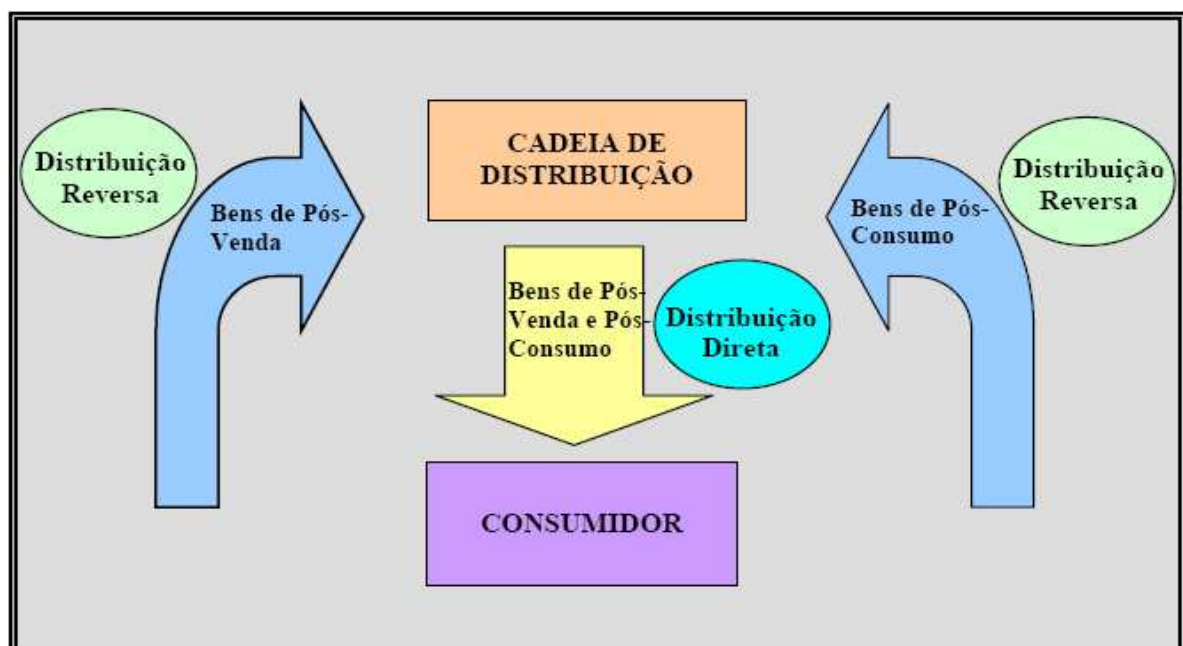 Distribuição
Reversa
Bens de Pós-
Venda
CADEIA DE
DISTRIBUIÇÃO
Bens de Pós-
Consumo
Distribuição
Reversa
Bens de Pós-
Venda e Pós-
Consumo
Distribuição
Direta
CONSUMIDOR